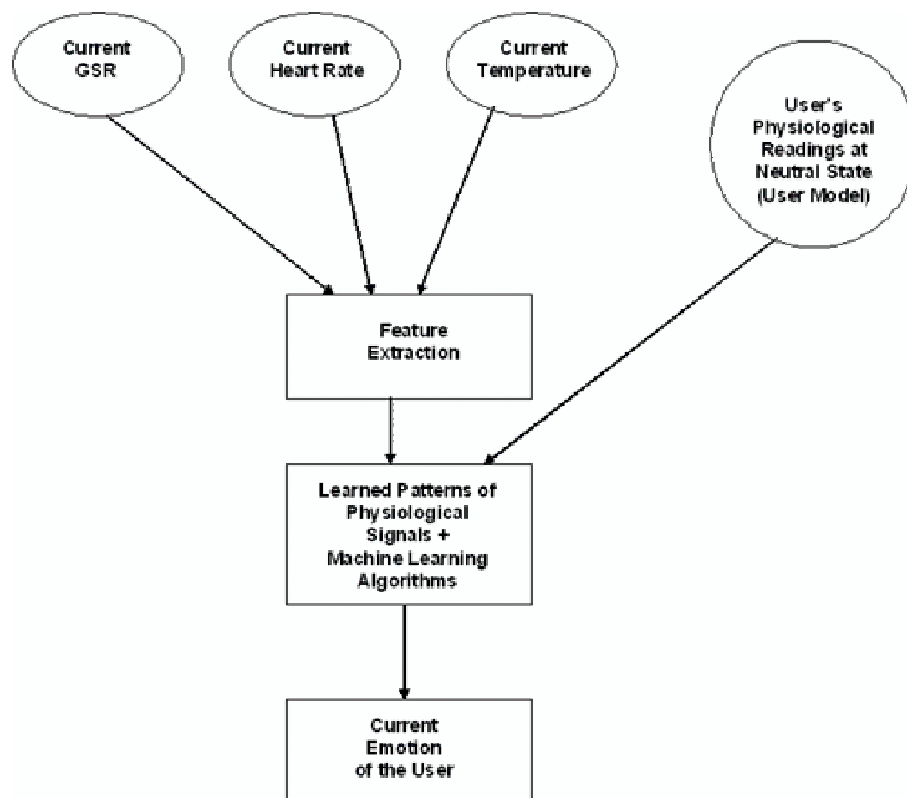 Current
GSR
Current
Heart Rate
Current
Temperature
User's
Physiological
Readings at
Neutral State
(User Model)
Feature
Extraction
Learned Patterns of
Physiological
Signals +
Machine Learning
Algorithms
Current
Emotion
of the User